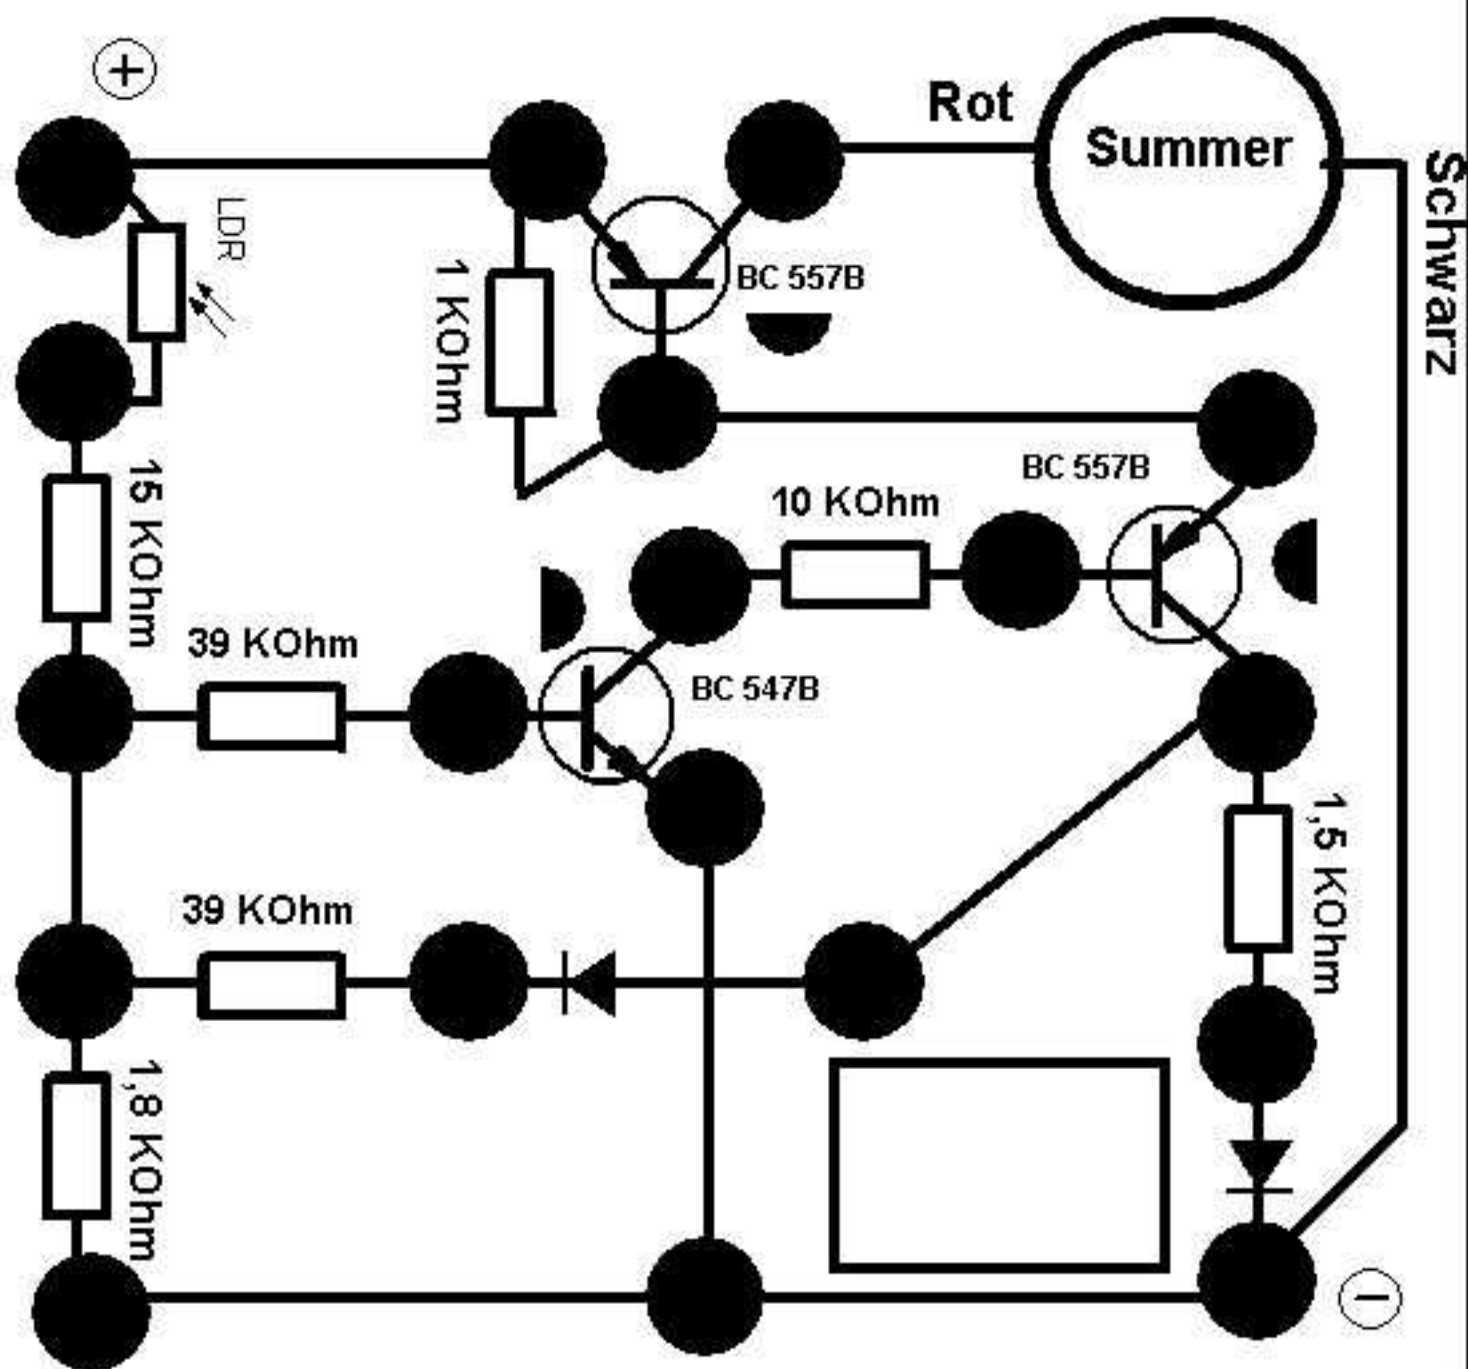 +
Rot
Summer
Schwarz
LDR
1 KOhm
BC 557B
15 KOhm
BC 557B
10 KOhm
39 KOhm
BC 547B
1,5 KOhm
39 KOhm
1,8 KOhm
−